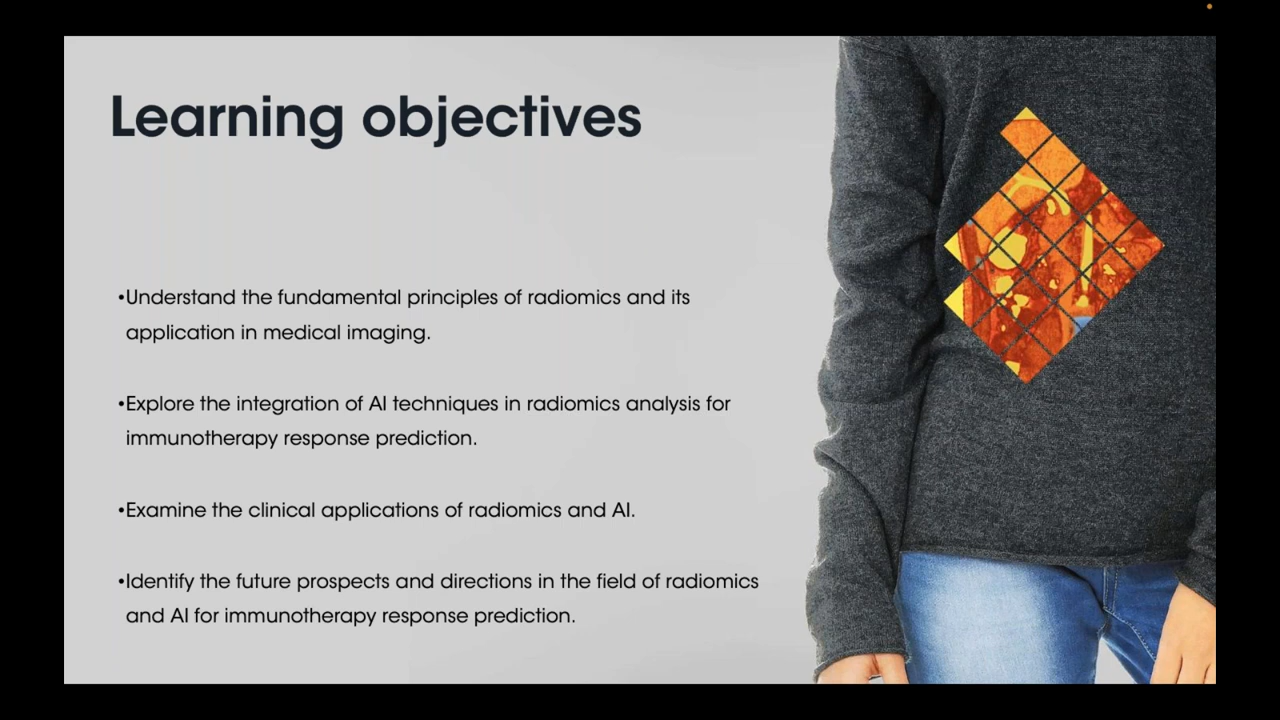 Learning objectives
•Understand the fundamental principles of radiomics and its
application in medical imaging.
•Explore the integration of AI techniques in radiomics analysis for
immunotherapy response prediction.
•Examine the clinical applications of radiomics and AI.
•Identify the future prospects and directions in the field of radiomics
and AI for immunotherapy response prediction.